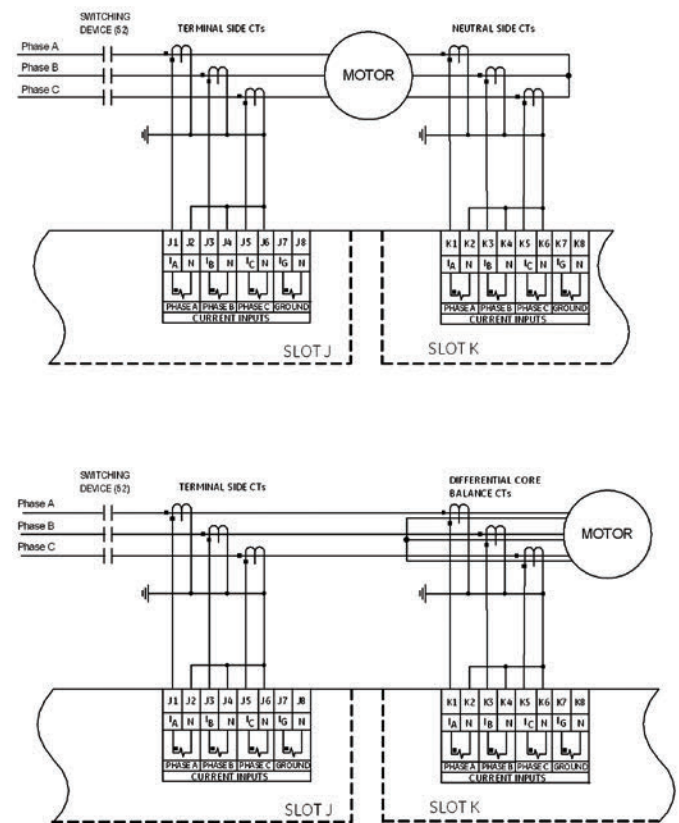 SWITCHING
DEVICE (52)
TERMINAL SIDE CTs
NEUTRAL SIDE CTs
Phase A
Phase B
Phase C
MOTOR
J1 J2 J3 J4 J5 J6 J7 J8
IA N IB N IC N IG N
PHASE A PHASE B PHASE C GROUND
CURRENT INPUTS
SLOT J
K1 K2 K3 K4 K5 K6 K7 K8
IA N IB N IC N IG N
PHASE A PHASE B PHASE C GROUND
CURRENT INPUTS
SLOT K
SWITCHING
DEVICE (52)
TERMINAL SIDE CTs
DIFFERENTIAL CORE
BALANCE CTs
Phase A
Phase B
Phase C
MOTOR
J1 J2 J3 J4 J5 J6 J7 J8
IA N IB N IC N IG N
PHASE A PHASE B PHASE C GROUND
CURRENT INPUTS
SLOT J
K1 K2 K3 K4 K5 K6 K7 K8
IA N IB N IC N IG N
PHASE A PHASE B PHASE C GROUND
CURRENT INPUTS
SLOT K